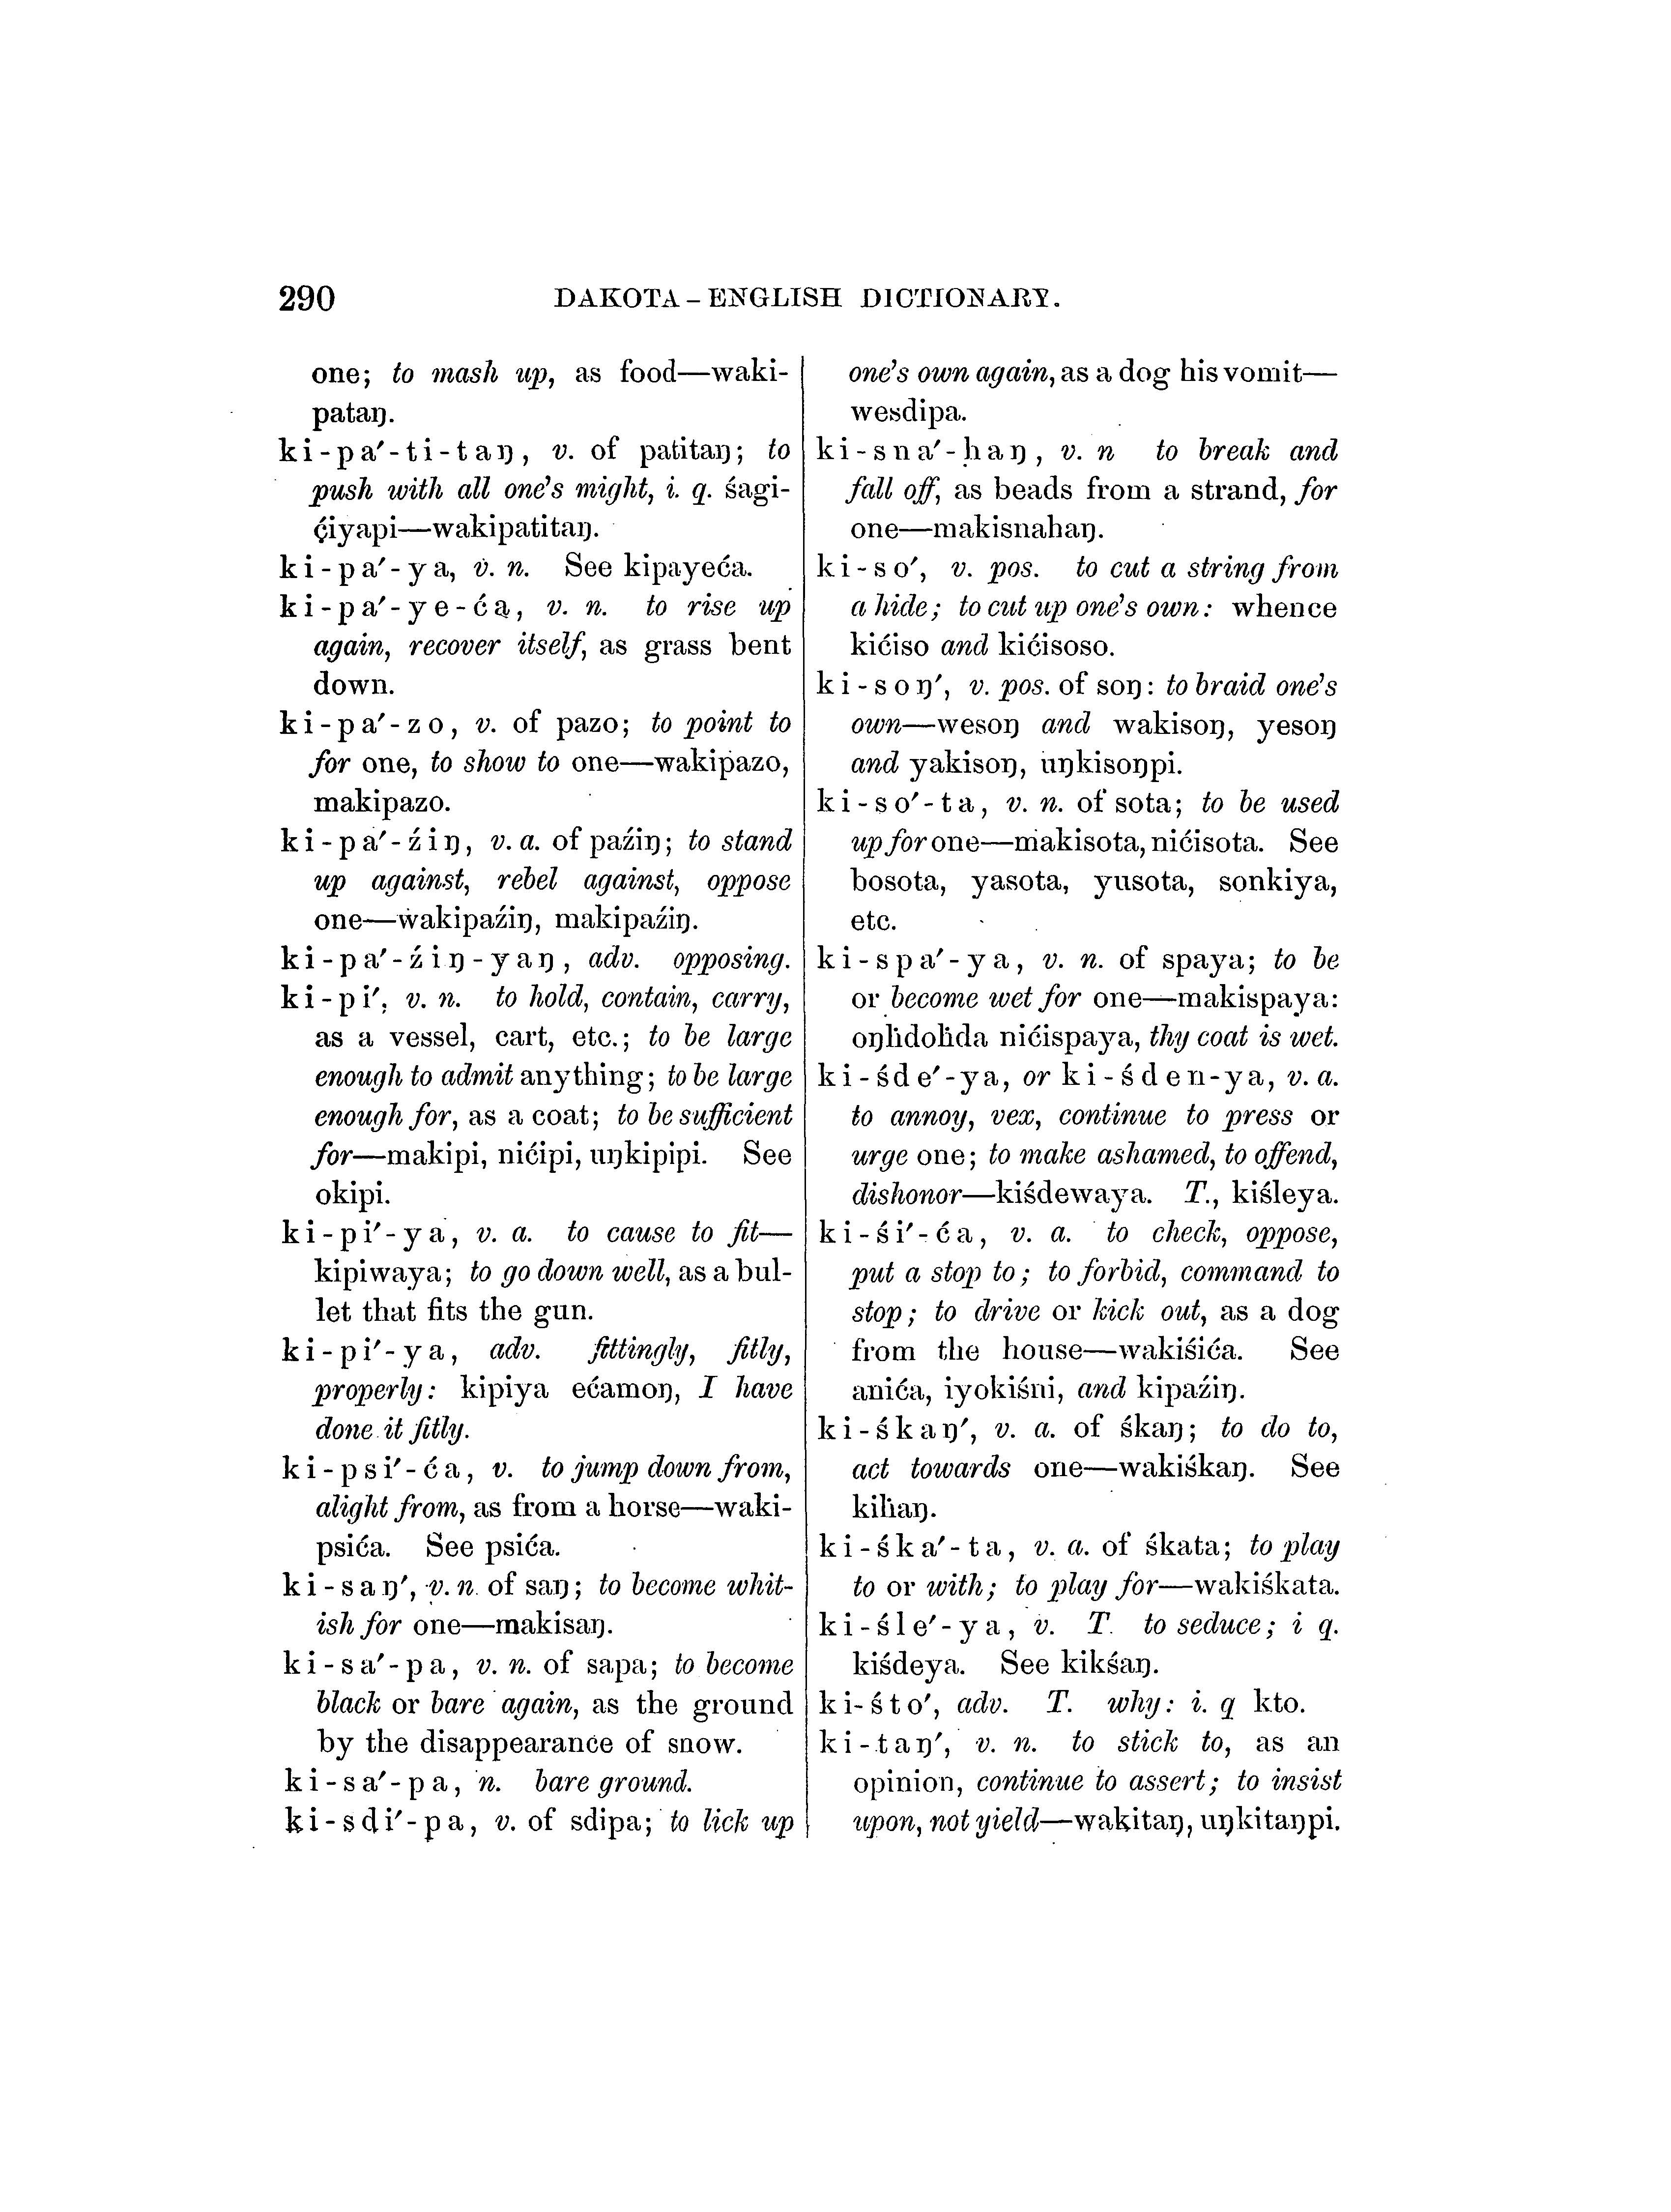 290 DAKOTA-ENGLISH DICTIONARY.
one; to mash up, as food—waki-
pataŋ.
ki-pa′-ti-taŋ, v. of patitaŋ; to
push with all one's might, i. q. śagi-
ćiyapi—wakipatitaŋ.
ki-pa′-ya, v. n. See kipayeća.
ki-pa′-ye-ća, v. n. to rise up
again, recover itself, as grass bent
down.
ki-pa′-zo, v. of pazo; to point to
for one, to show to one—wakipazo,
makipazo.
ki-pa′-źiŋ, v. a. of paźiŋ; to stand
up against, rebel against, oppose
one—wakipaźiŋ, makipaźiŋ.
ki-pa′-źiŋ-yaŋ, adv. opposing.
ki-pi′, v. n. to hold, contain, carry,
as a vessel, cart, etc.; to be large
enough to admit anything; to be large
enough for, as a coat; to be sufficient
for—makipi, nićipi, uŋkipipi. See
okipi.
ki-pi′-ya, v. a. to cause to fit—
kipiwaya; to go down well, as a bul-
let that fits the gun.
ki-pi′-ya, adv. fittingly, fitly,
properly: kipiya ećamoŋ, I have
done it fitly.
ki-psi′-ća, v. to jump down from,
alight from, as from a horse—waki-
psića. See psića.
ki-saŋ′, v. n. of saŋ; to become whit-
ish for one—makisaŋ.
ki-sa′-pa, v. n. of sapa; to become
black or bare again, as the ground
by the disappearance of snow.
ki-sa′-pa, n. bare ground.
ki-sdi′-pa, v. of sdipa; to lick up
one's own again, as a dog his vomit—
wesdipa.
ki-sna′-haŋ, v. n to break and
fall off, as beads from a strand, for
one—makisnahaŋ.
ki-so′, v. pos. to cut a string from
a hide; to cut up one's own: whence
kićiso and kićisoso.
ki-soŋ′, v. pos. of soŋ: to braid one's
own—wesoŋ and wakisoŋ, yesoŋ
and yakisoŋ, uŋkisoŋpi.
ki-so′-ta, v. n. of sota; to be used
up for one—makisota, nićisota. See
bosota, yasota, yusota, sonkiya,
etc.
ki-spa′-ya, v. n. of spaya; to be
or become wet for one—makispaya:
oŋḣdoḣda nićispaya, thy coat is wet.
ki-śde′-ya, or ki-śden-ya, v. a.
to annoy, vex, continue to press or
urge one; to make ashamed, to offend,
dishonor—kiśdewaya. T., kiśleya.
ki-śi′-ća, v. a. to check, oppose,
put a stop to; to forbid, command to
stop; to drive or kick out, as a dog
from the house—wakiśića. See
anića, iyokiśni, and kipaźiŋ.
ki-śkaŋ′, v. a. of śkaŋ; to do to,
act towards one—wakiśkaŋ. See
kiḣaŋ.
ki-śka′-ta, v. a. of śkata; to play
to or with; to play for—wakiśkata.
ki-śle′-ya, v. T. to seduce; i q.
kiśdeya. See kikśaŋ.
ki-śto′, adv. T. why: i. q kto.
ki-taŋ′, v. n. to stick to, as an
opinion, continue to assert; to insist
upon, not yield—wakitaŋ, uŋkitaŋpi.